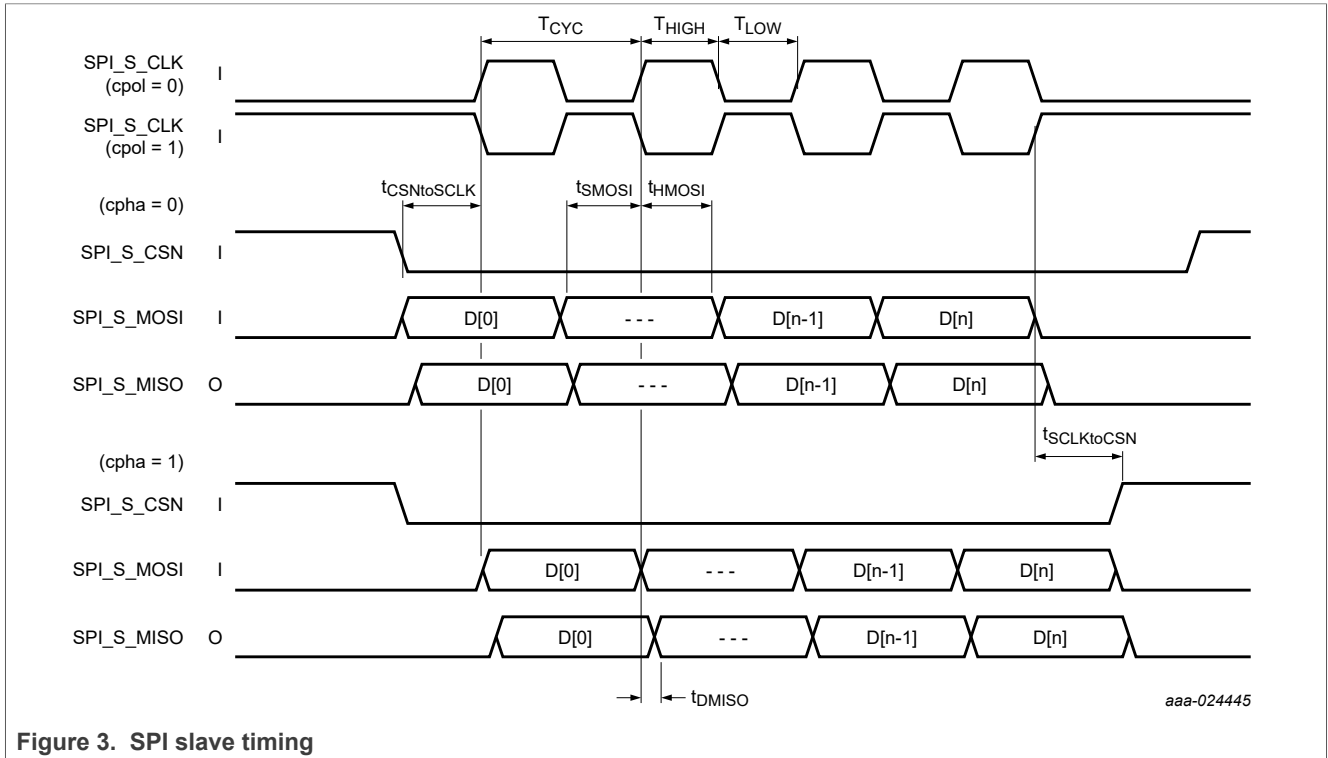 TCYC THIGH TLOW
SPI_S_CLK
(cpol = 0) I
SPI_S_CLK
(cpol = 1) I
tCSNtoSCLK tSMOSI tHMOSI
(cpha = 0)
SPI_S_CSN I
SPI_S_MOSI I D[0] - - - D[n-1] D[n]
SPI_S_MISO O D[0] - - - D[n-1] D[n]
tSCLKtoCSN
(cpha = 1)
SPI_S_CSN I
SPI_S_MOSI I D[0] - - - D[n-1] D[n]
SPI_S_MISO O D[0] - - - D[n-1] D[n]
tDMISO
aaa-024445
Figure 3. SPI slave timing